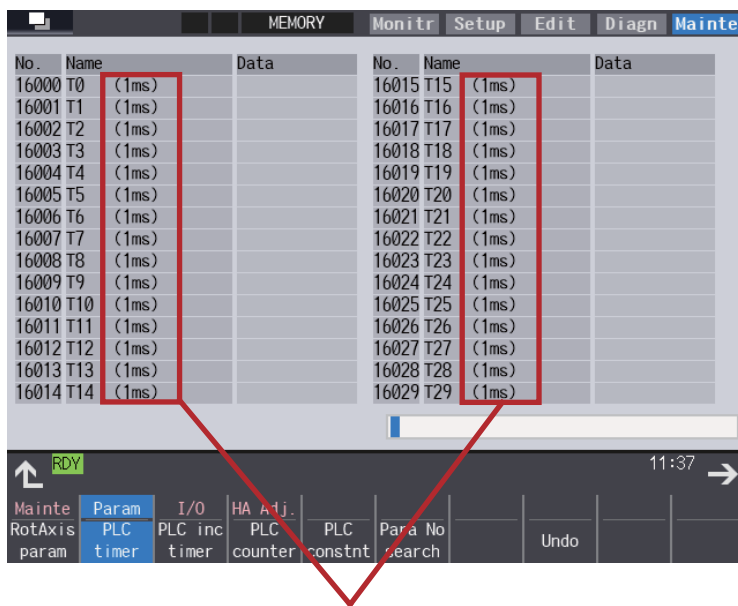 MEMORY Monitr Setup Edit Diagn Mainte
No. Name Data No. Name Data
16000 T0 (1ms) 16015 T15 (1ms)
16001 T1 (1ms) 16016 T16 (1ms)
16002 T2 (1ms) 16017 T17 (1ms)
16003 T3 (1ms) 16018 T18 (1ms)
16004 T4 (1ms) 16019 T19 (1ms)
16005 T5 (1ms) 16020 T20 (1ms)
16006 T6 (1ms) 16021 T21 (1ms)
16007 T7 (1ms) 16022 T22 (1ms)
16008 T8 (1ms) 16023 T23 (1ms)
16009 T9 (1ms) 16024 T24 (1ms)
16010 T10 (1ms) 16025 T25 (1ms)
16011 T11 (1ms) 16026 T26 (1ms)
16012 T12 (1ms) 16027 T27 (1ms)
16013 T13 (1ms) 16028 T28 (1ms)
16014 T14 (1ms) 16029 T29 (1ms)
RDY 11:37
Mainte Param I/O HA Adj.
RotAxis PLC PLC inc PLC PLC Para No
param timer timer counter constnt search Undo